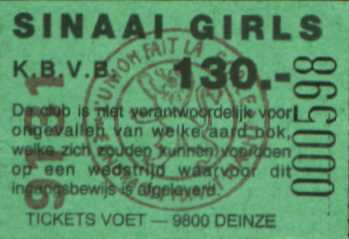 SINAAI GIRLS
K.B.V.B. 130.-
De club is niet verantwoordelijk voor
ongevallen van welke aard ook,
welke zich zouden kunnen voordoen
op een wedstrijd waarvoor dit
ingangsbewijs is afgeleverd.
TICKETS VOET — 9800 DEINZE
000598